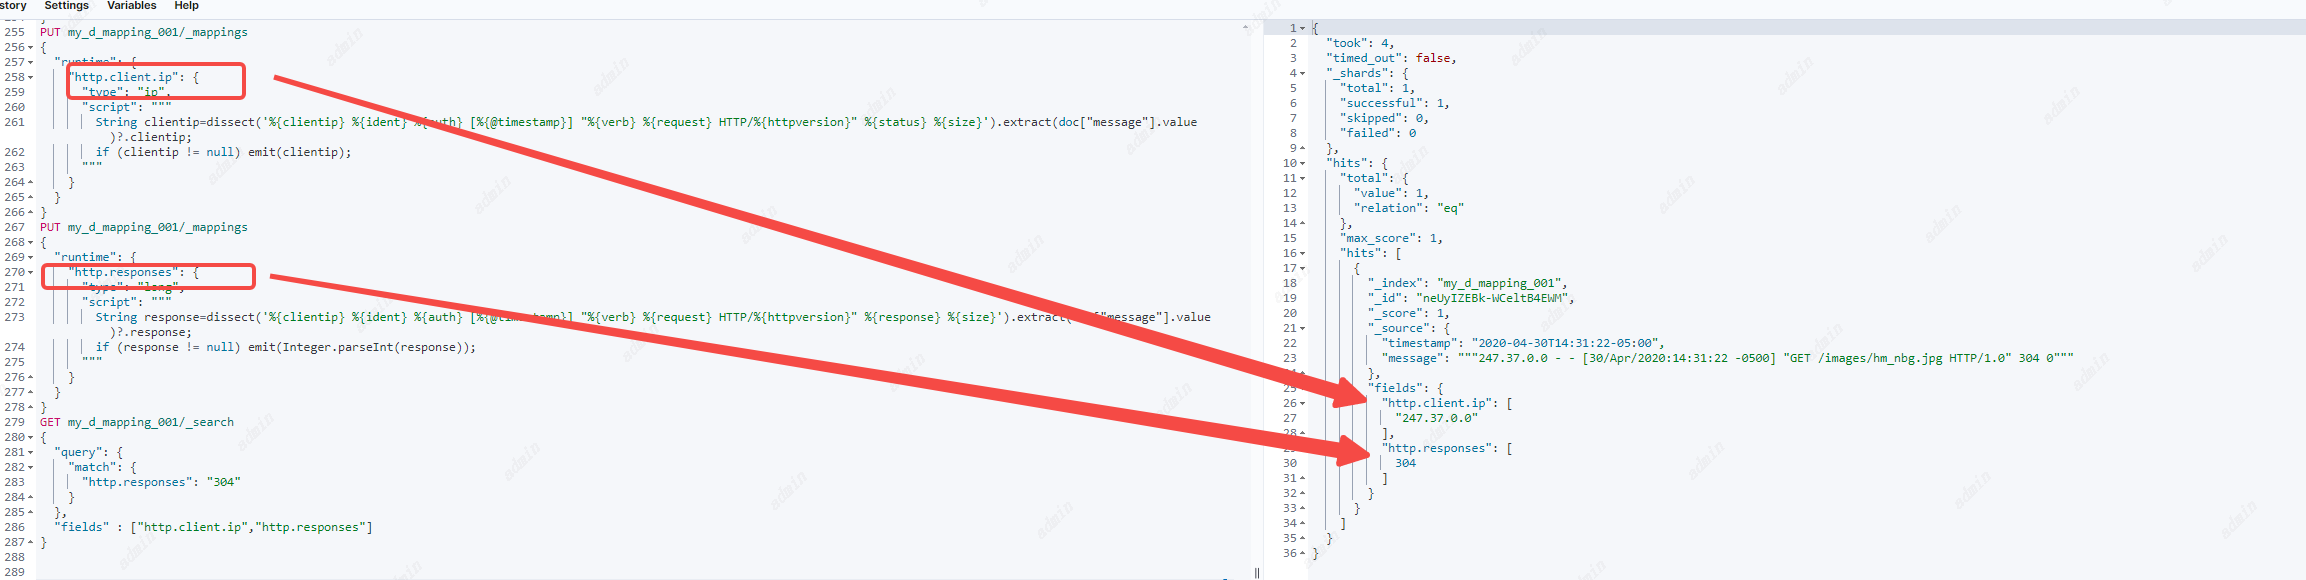 story Settings Variables Help
254
255 PUT my_d_mapping_001/_mappings
256 {
257 "runtime": {
258 "http.client.ip": {
259 "type": "ip",
260 "script": """
261 String clientip=dissect('%{clientip} %{ident} %{auth} [%{@timestamp}] "%{verb} %{request} HTTP/%{httpversion}" %{status} %{size}').extract(doc["message"].value
)?.clientip;
262 if (clientip != null) emit(clientip);
263 """
264 }
265 }
266 }
267 PUT my_d_mapping_001/_mappings
268 {
269 "runtime": {
270 "http.responses": {
271 "type": "long",
272 "script": """
273 String response=dissect('%{clientip} %{ident} %{auth} [%{@timestamp}] "%{verb} %{request} HTTP/%{httpversion}" %{response} %{size}').extract(doc["message"].value
)?.response;
274 if (response != null) emit(Integer.parseInt(response));
275 """
276 }
277 }
278 }
279 GET my_d_mapping_001/_search
280 {
281 "query": {
282 "match": {
283 "http.responses": "304"
284 }
285 },
286 "fields" : ["http.client.ip","http.responses"]
287 }
288
289
1 {
2 "took": 4,
3 "timed_out": false,
4 "_shards": {
5 "total": 1,
6 "successful": 1,
7 "skipped": 0,
8 "failed": 0
9 },
10 "hits": {
11 "total": {
12 "value": 1,
13 "relation": "eq"
14 },
15 "max_score": 1,
16 "hits": [
17 {
18 "_index": "my_d_mapping_001",
19 "_id": "neUyIZEBk-WCeltB4EWM",
20 "_score": 1,
21 "_source": {
22 "timestamp": "2020-04-30T14:31:22-05:00",
23 "message": """247.37.0.0 - - [30/Apr/2020:14:31:22 -0500] "GET /images/hm_nbg.jpg HTTP/1.0" 304 0"""
24 },
25 "fields": {
26 "http.client.ip": [
27 "247.37.0.0"
28 ],
29 "http.responses": [
30 304
31 ]
32 }
33 }
34 ]
35 }
36 }